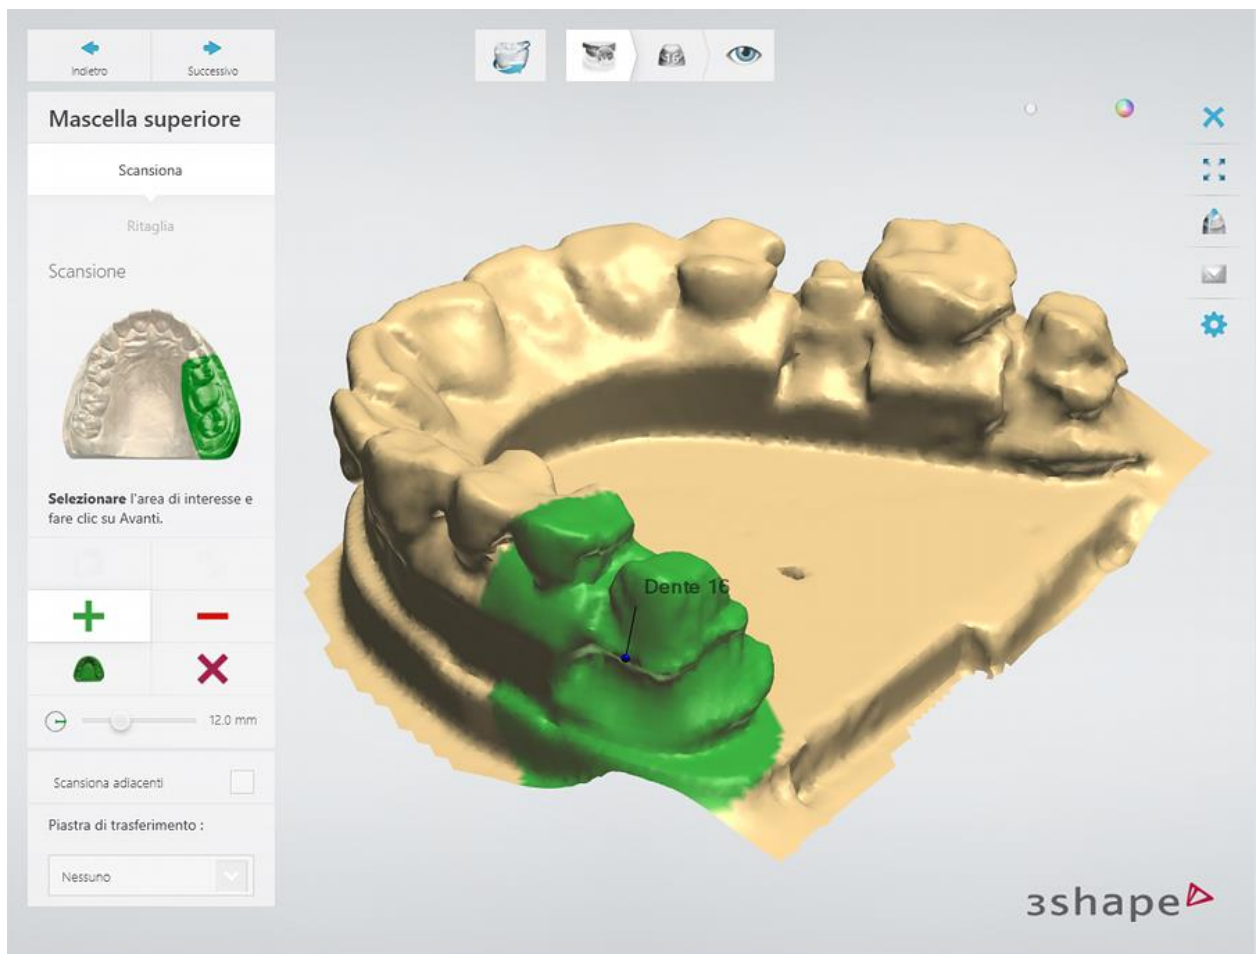 Indietro
Successivo
16
Mascella superiore
Scansiona
Ritaglia
Scansione
Selezionare l'area di interesse e
fare clic su Avanti.
12.0 mm
Scansiona adiacenti
Piastra di trasferimento :
Nessuno
Dente 16
3shape